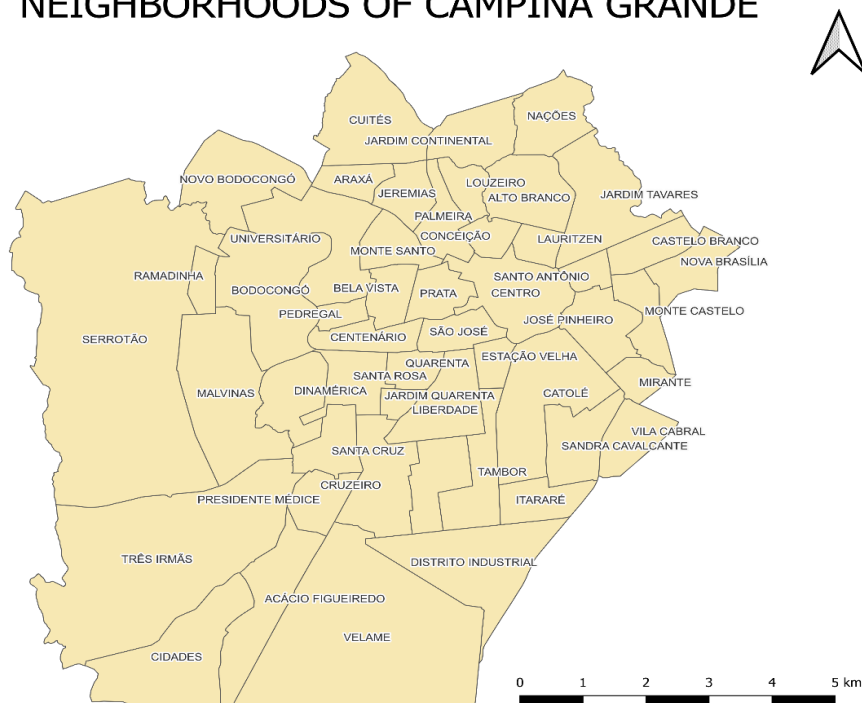 NEIGHBORHOODS OF CAMPINA GRANDE
CUITÉS
NAÇÕES
JARDIM CONTINENTAL
NOVO BODOCONGÓ
ARAXÁ
LOUZEIRO
JEREMIAS
ALTO BRANCO
JARDIM TAVARES
PALMEIRA
UNIVERSITÁRIO
CONCEIÇÃO
LAURITZEN
CASTELO BRANCO
MONTE SANTO
NOVA BRASÍLIA
RAMADINHA
SANTO ANTÔNIO
BODOCONGÓ
BELA VISTA
PRATA
CENTRO
PEDREGAL
JOSÉ PINHEIRO
MONTE CASTELO
SERROTÃO
CENTENÁRIO
SÃO JOSÉ
ESTAÇÃO VELHA
QUARENTA
SANTA ROSA
MIRANTE
MALVINAS
DINAMÉRICA
JARDIM QUARENTA
CATOLÉ
LIBERDADE
VILA CABRAL
SANDRA CAVALCANTE
SANTA CRUZ
TAMBOR
CRUZEIRO
PRESIDENTE MÉDICE
ITARARÉ
TRÊS IRMÃS
DISTRITO INDUSTRIAL
ACÁCIO FIGUEIREDO
VELAME
CIDADES
0 1 2 3 4 5 km